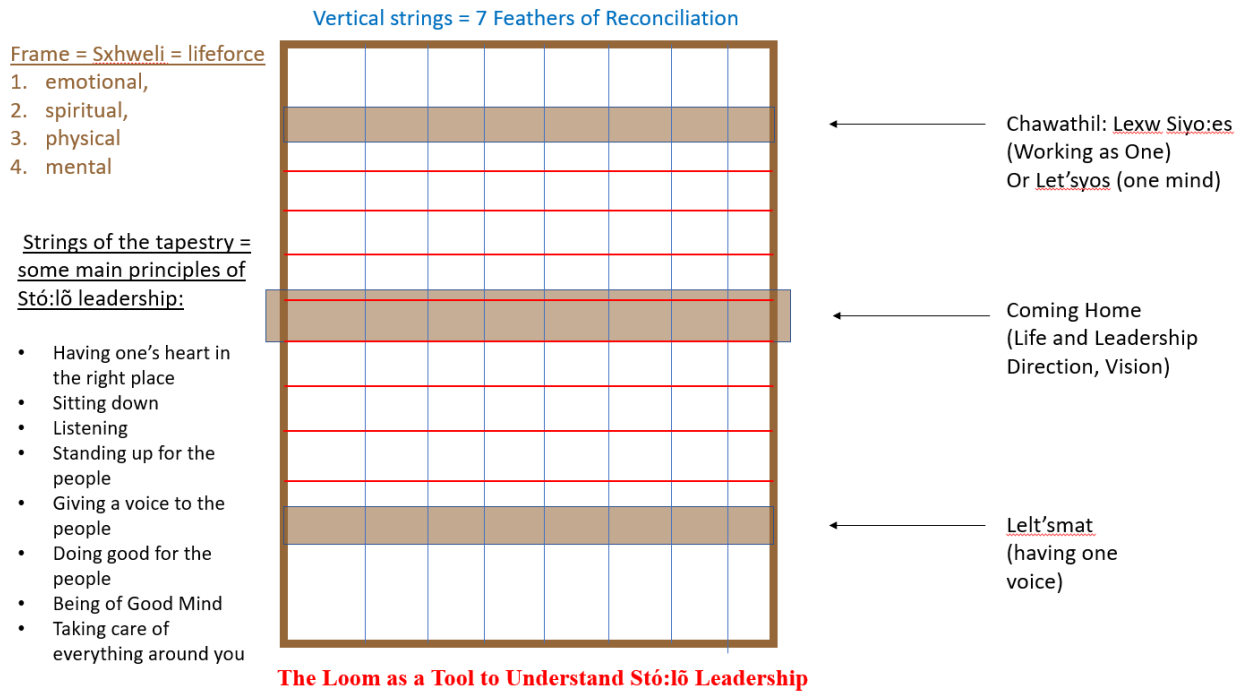 Vertical strings = 7 Feathers of Reconciliation
Frame = Sxhweli = lifeforce
1. emotional,
2. spiritual,
3. physical
4. mental
Strings of the tapestry =
some main principles of
Stó:lõ leadership:
• Having one’s heart in
the right place
• Sitting down
• Listening
• Standing up for the
people
• Giving a voice to the
people
• Doing good for the
people
• Being of Good Mind
• Taking care of
everything around you
Chawathil: Lexw Siyo:es
(Working as One)
Or Let’syos (one mind)
Coming Home
(Life and Leadership
Direction, Vision)
Lelt’smat
(having one
voice)
The Loom as a Tool to Understand Stó:lõ Leadership